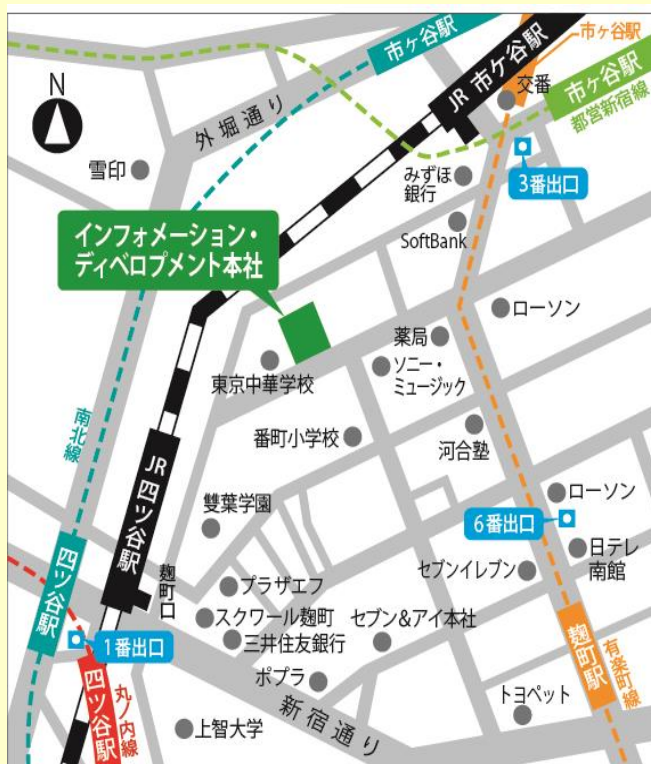 市ヶ谷駅
JR 市ケ谷駅
市ヶ谷駅
交番
市ケ谷駅
都営新宿線
N
外堀通り
雪印
みずほ
銀行
3番出口
SoftBank
インフォメーション・
ディベロプメント本社
ローソン
薬局
東京中華学校
ソニー・
ミュージック
南北線
番町小学校
河合塾
JR 四ツ谷駅
雙葉学園
ローソン
6番出口
日テレ
南館
セブンイレブン
四ツ谷駅
麹町口
プラザエフ
スクワール麹町
セブン&アイ本社
三井住友銀行
1番出口
四ツ谷駅
丸ノ内線
ポプラ
新宿通り
麹町駅
有楽町線
トヨペット
上智大学